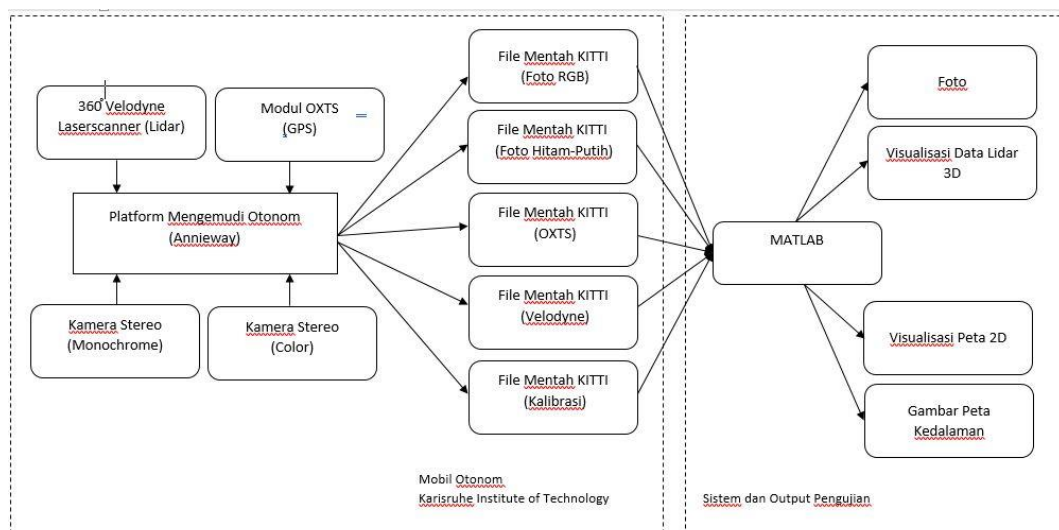 360 Velodyne
Laserscanner (Lidar)
Modul OXTS
(GPS)
Platform Mengemudi Otonom
(Annieway)
Kamera Stereo
(Monochrome)
Kamera Stereo
(Color)
File Mentah KITTI
(Foto RGB)
File Mentah KITTI
(Foto Hitam-Putih)
File Mentah KITTI
(OXTS)
File Mentah KITTI
(Velodyne)
File Mentah KITTI
(Kalibrasi)
Mobil Otonom
Karisruhe Institute of Technology
MATLAB
Foto
Visualisasi Data Lidar
3D
Visualisasi Peta 2D
Gambar Peta
Kedalaman
Sistem dan Output Pengujian